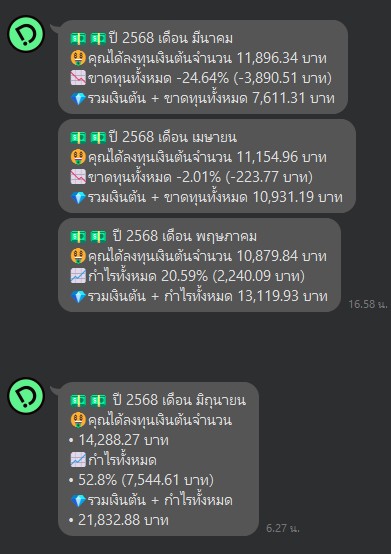 💵💵 ปี 2568 เดือน มีนาคม
🤑คุณได้ลงทุนเงินต้นจำนวน 11,896.34 บาท
📉ขาดทุนทั้งหมด -24.64% (-3,890.51 บาท)
💎รวมเงินต้น + ขาดทุนทั้งหมด 7,611.31 บาท
💵💵ปี 2568 เดือน เมษายน
🤑คุณได้ลงทุนเงินต้นจำนวน 11,154.96 บาท
📉ขาดทุนทั้งหมด -2.01% (-223.77 บาท)
💎รวมเงินต้น + ขาดทุนทั้งหมด 10,931.19 บาท
💵💵 ปี 2568 เดือน พฤษภาคม
🤑คุณได้ลงทุนเงินต้นจำนวน 10,879.84 บาท
📈กำไรทั้งหมด 20.59% (2,240.09 บาท)
💎รวมเงินต้น + กำไรทั้งหมด 13,119.93 บาท
16.58 น.
💵💵 ปี 2568 เดือน มิถุนายน
🤑คุณได้ลงทุนเงินต้นจำนวน
• 14,288.27 บาท
📈กำไรทั้งหมด
• 52.8% (7,544.61 บาท)
💎รวมเงินต้น + กำไรทั้งหมด
• 21,832.88 บาท
6.27 น.